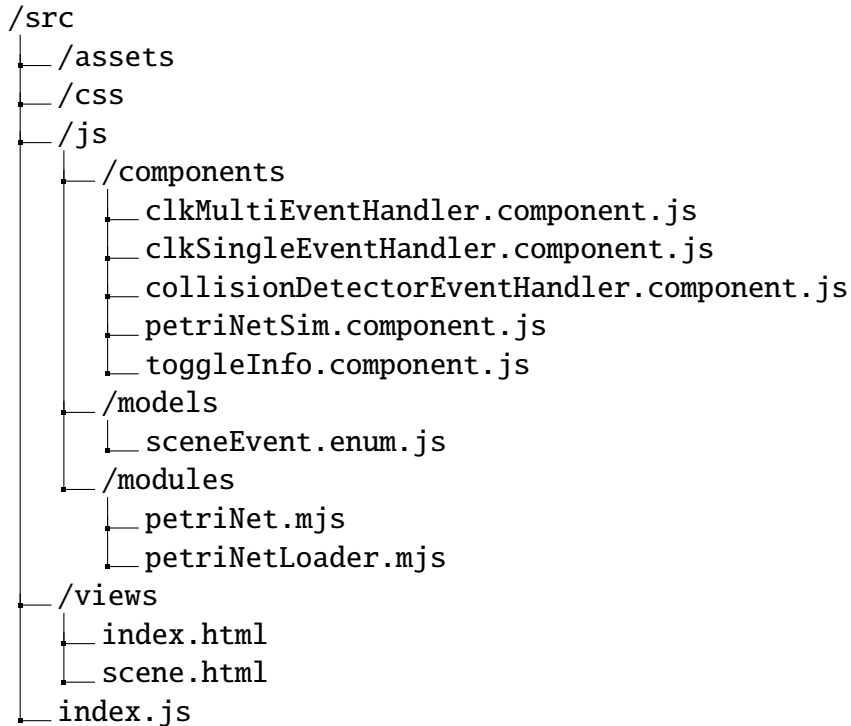 /src
/assets
/css
/js
/components
clkMultiEventHandler.component.js
clkSingleEventHandler.component.js
collisionDetectorEventHandler.component.js
petriNetSim.component.js
toggleInfo.component.js
/models
sceneEvent.enum.js
/modules
petriNet.mjs
petriNetLoader.mjs
/views
index.html
scene.html
index.js